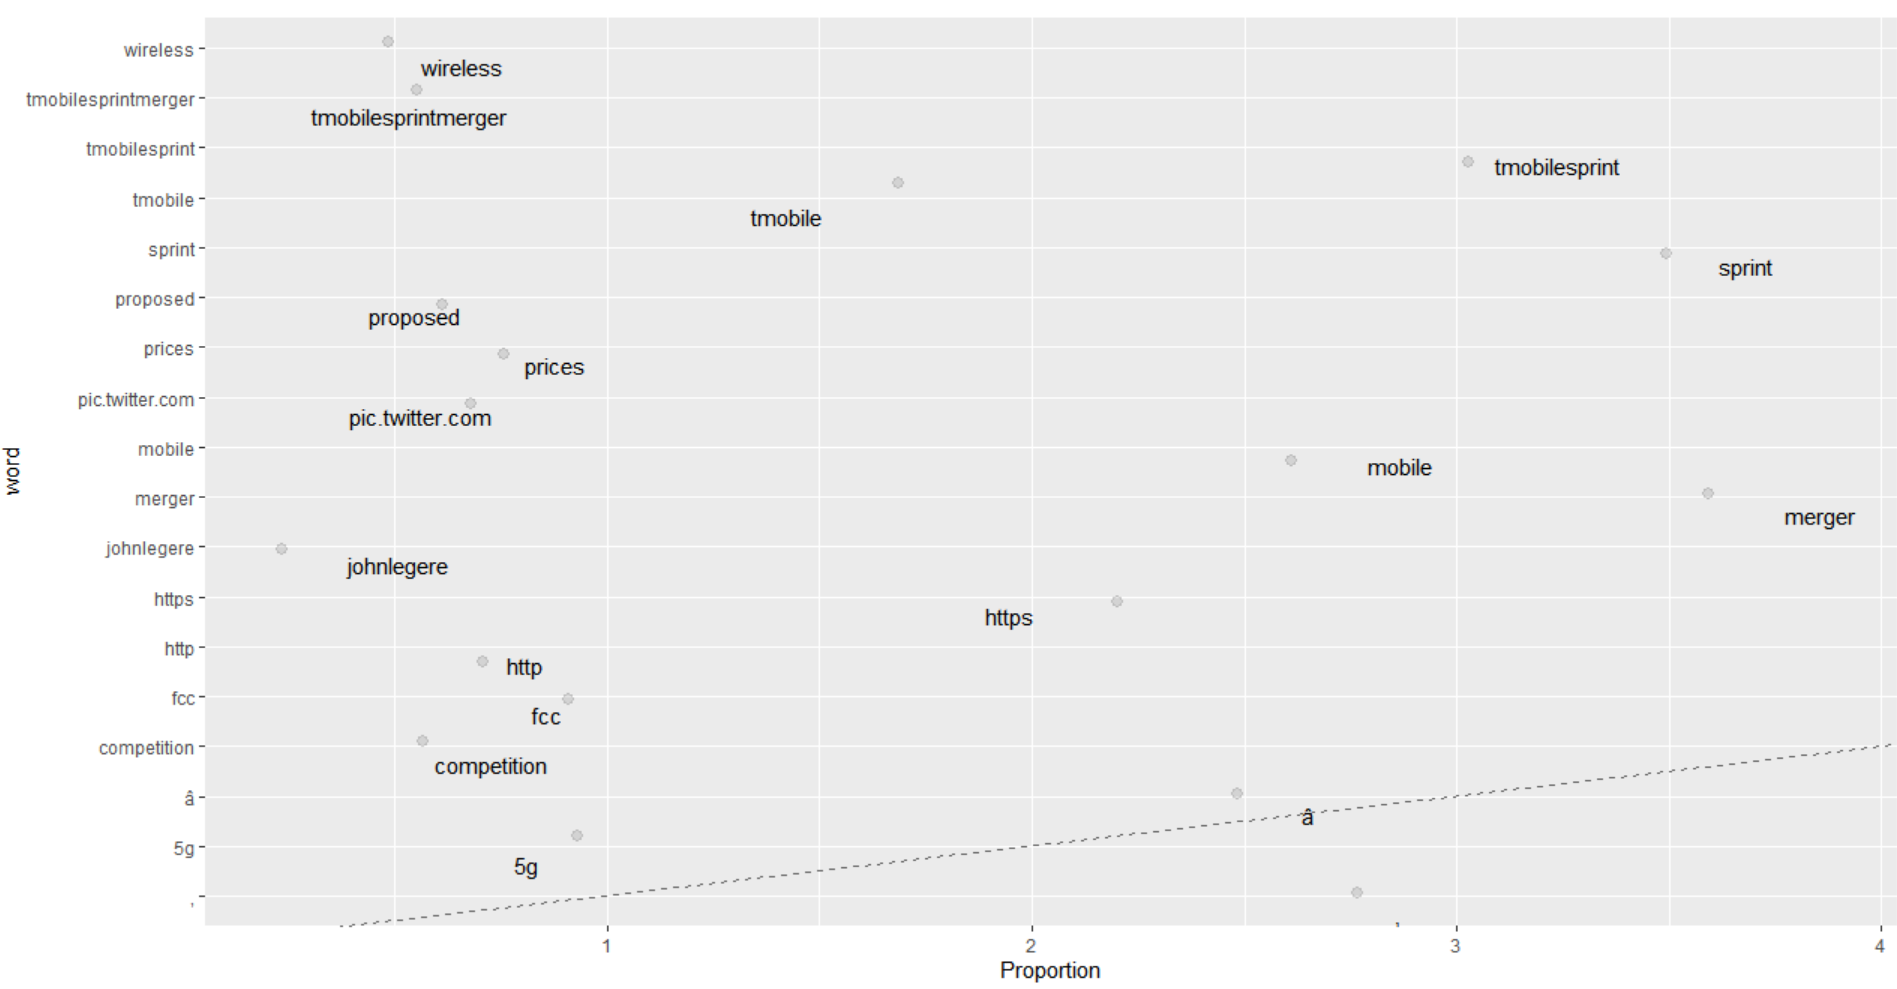 wireless
wireless
tmobilesprintmerger
tmobilesprintmerger
tmobilesprint
tmobilesprint
tmobile
tmobile
sprint
sprint
proposed
proposed
prices
prices
pic.twitter.com
pic.twitter.com
word
mobile
mobile
merger
merger
johnlegere
johnlegere
https
https
http
http
fcc
fcc
competition
competition
â
â
5g
5g
,
,
1 2 3 4
Proportion